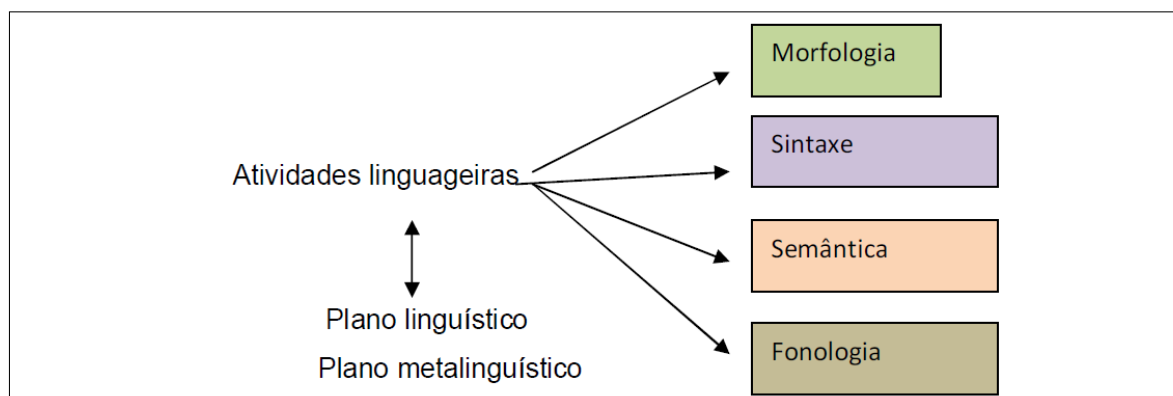 Morfologia
Sintaxe
Atividades linguageiras
Semântica
Plano linguístico
Fonologia
Plano metalinguístico